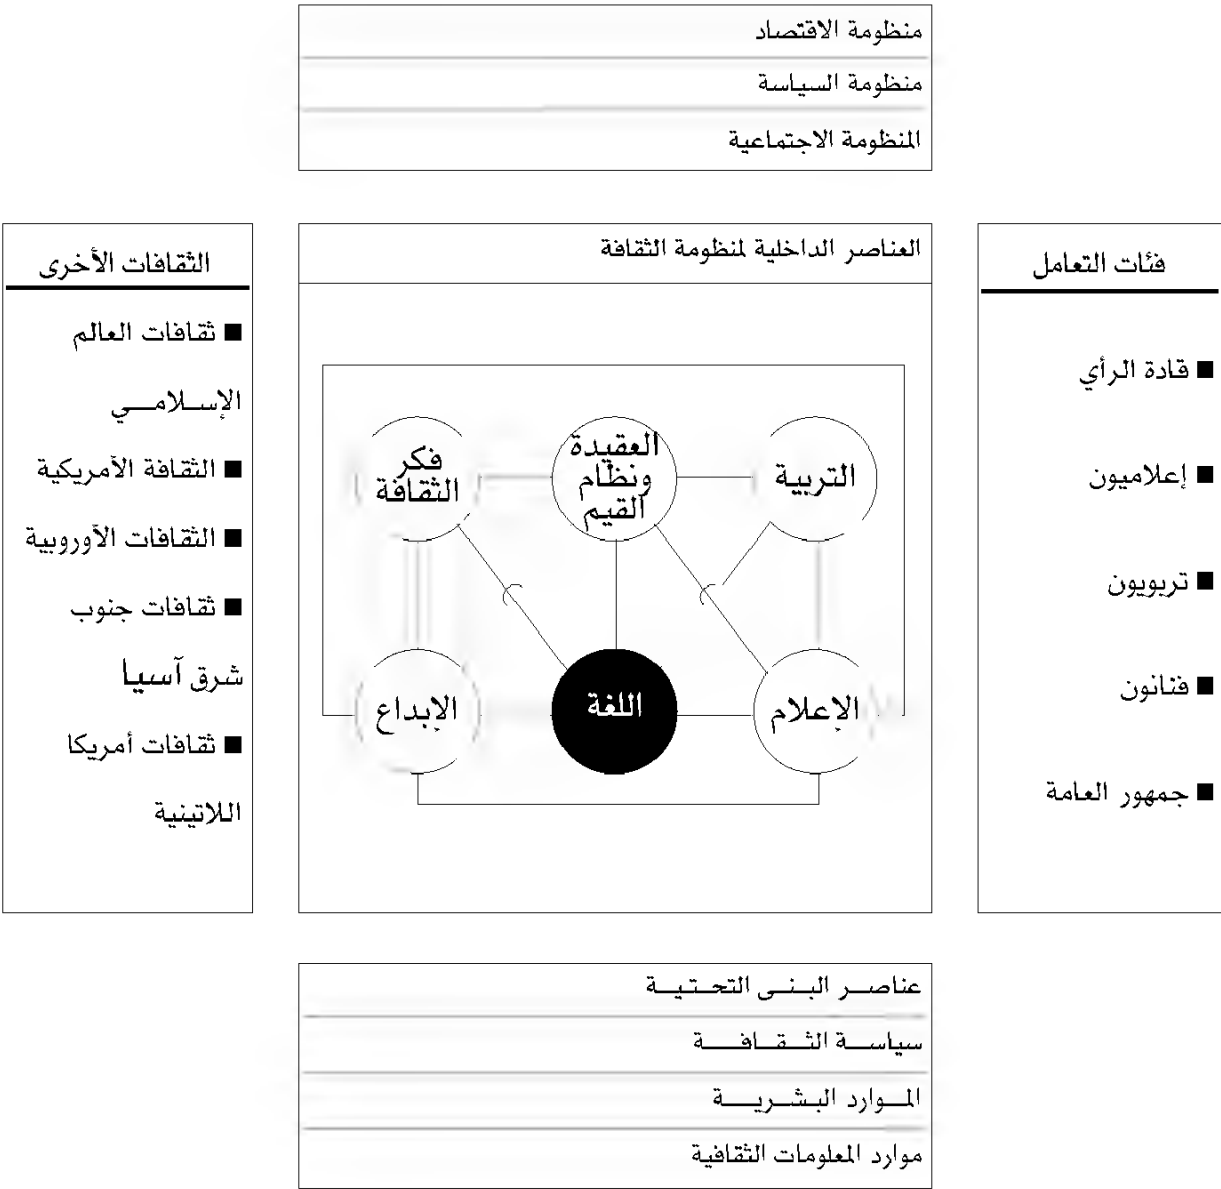 منظومة الاقتصاد
منظومة السياسة
المنظومة الاجتماعية
فئات التعامل
■ قادة الرأي
■ إعلاميون
■ تربويون
■ فنانون
■ جمهور العامة
العناصر الداخلية لمنظومة الثقافة
التربية
العقيدة
ونظام
القيم
فكر
الثقافة
الإعلام
اللغة
الإبداع
الثقافات الأخرى
■ ثقافات العالم
الإسلامي
■ الثقافة الأمريكية
■ الثقافات الأوروبية
■ ثقافات جنوب
شرق آسيا
■ ثقافات أمريكا
اللاتينية
عناصر البنى التحتية
سياسة الثقافة
الموارد البشرية
موارد المعلومات الثقافية